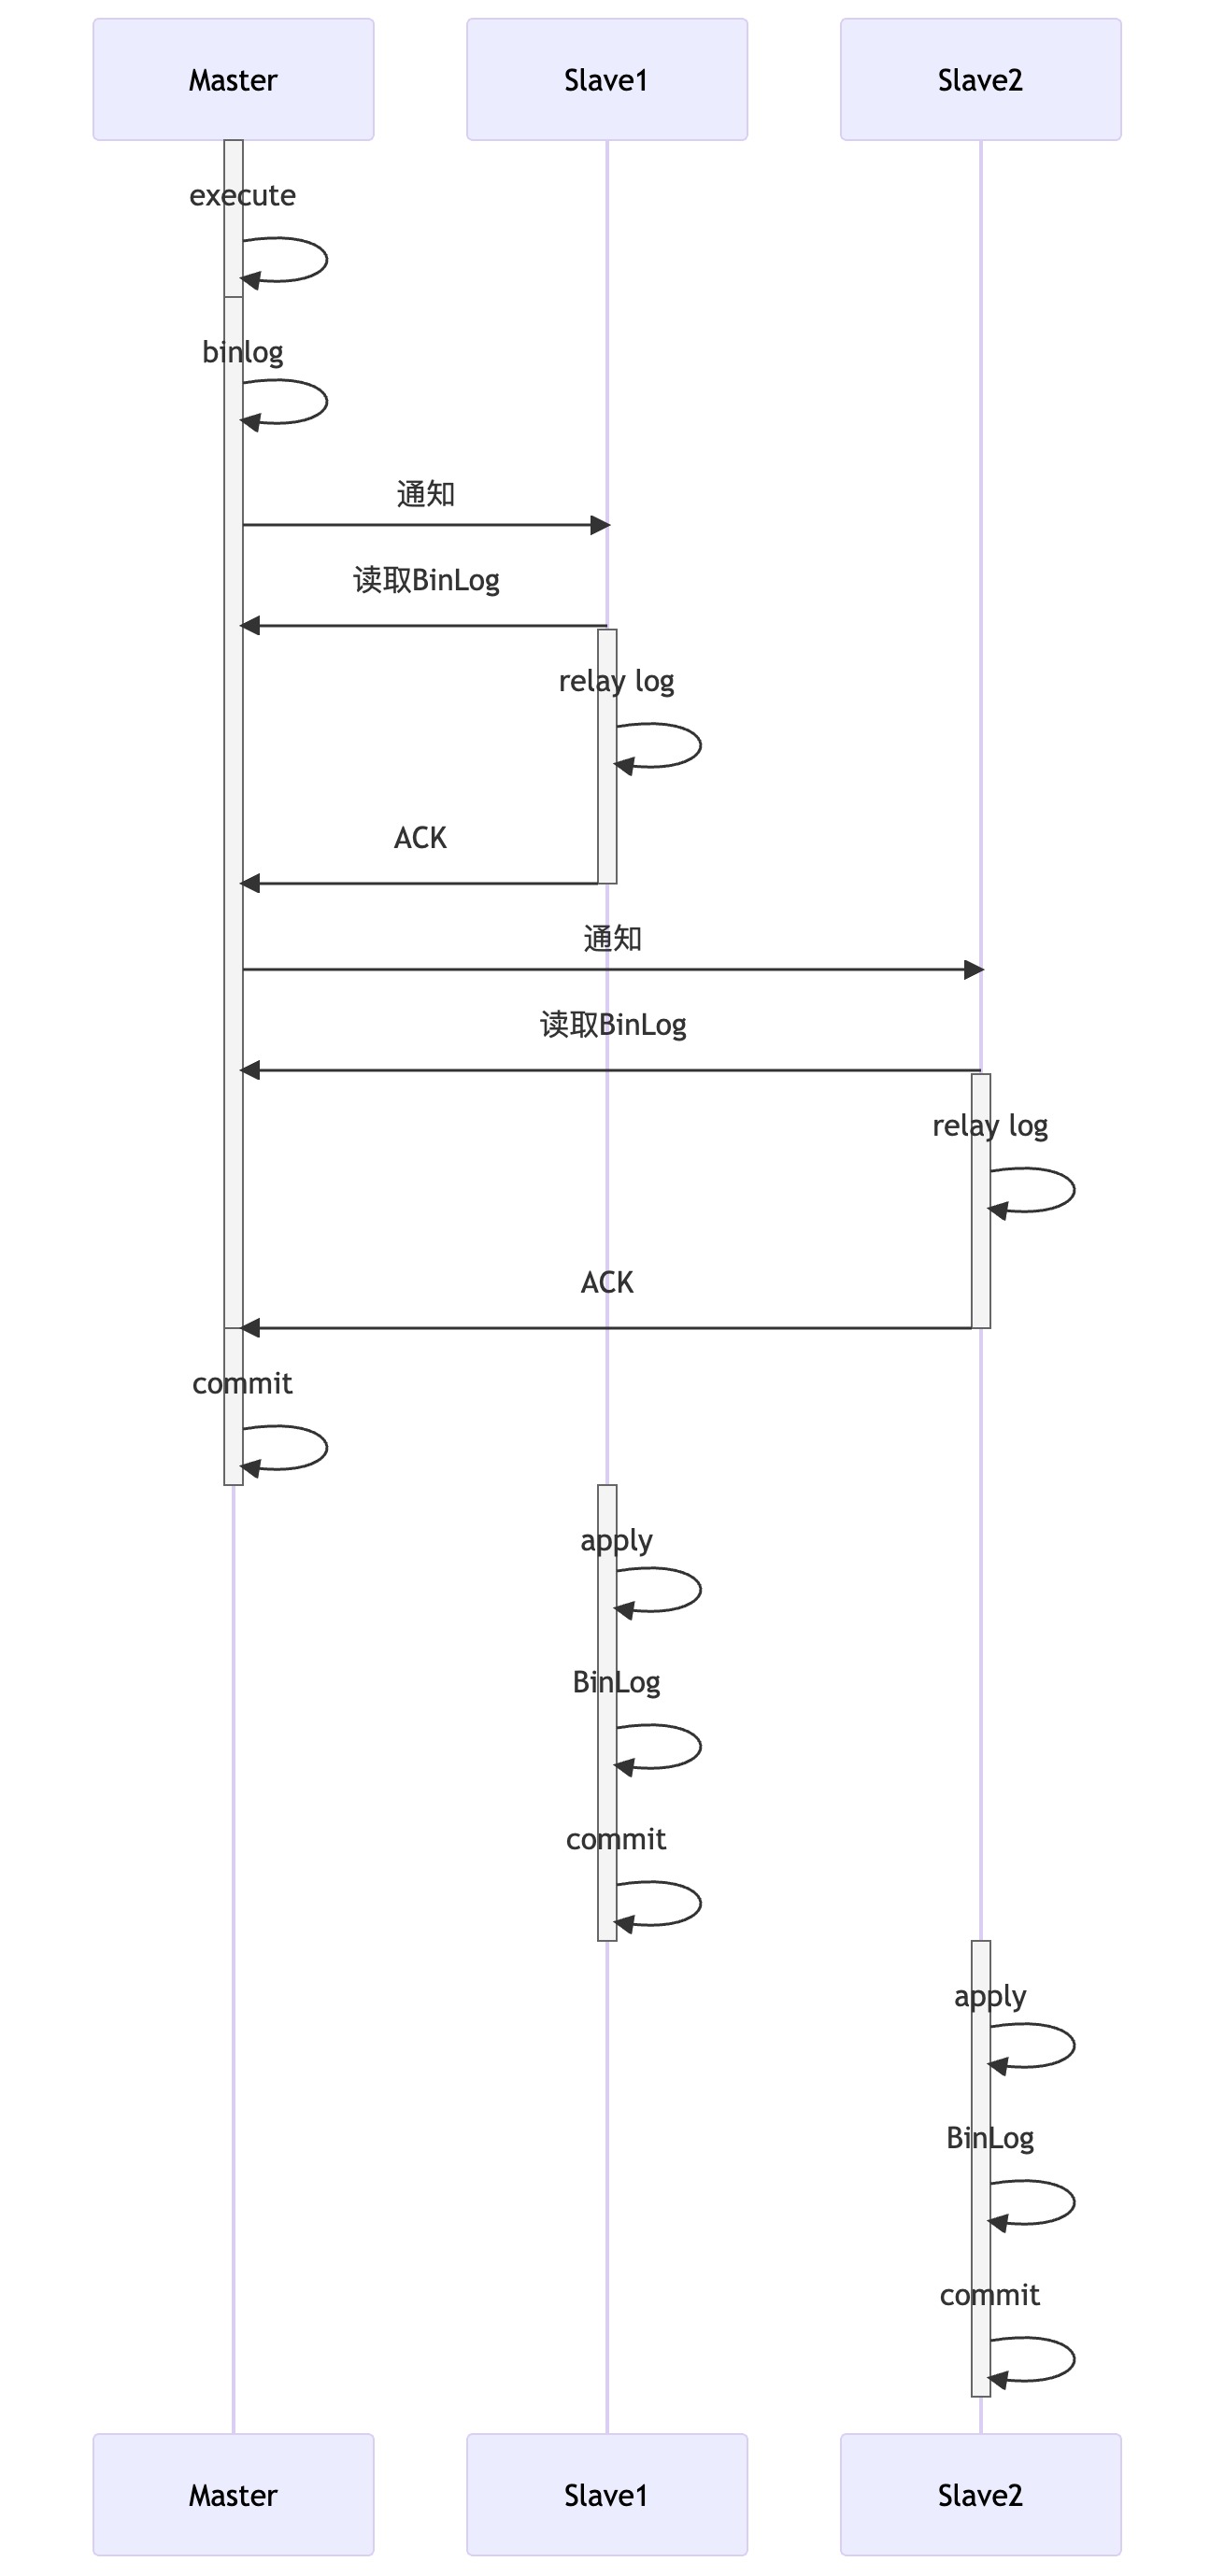 Master
Slave1
Slave2
execute
binlog
通知
读取BinLog
relay log
ACK
通知
读取BinLog
relay log
ACK
commit
apply
BinLog
commit
apply
BinLog
commit
Master
Slave1
Slave2